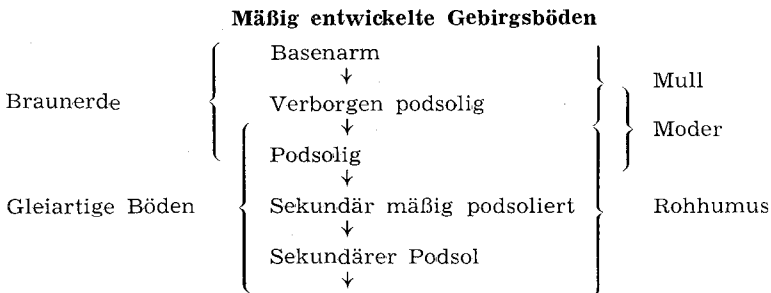 Mäßig entwickelte Gebirgsböden
Basenarm
Mull
Braunerde
Verborgen podsolig
Moder
Podsolig
Gleiartige Böden
Sekundär mäßig podsoliert
Rohhumus
Sekundärer Podsol